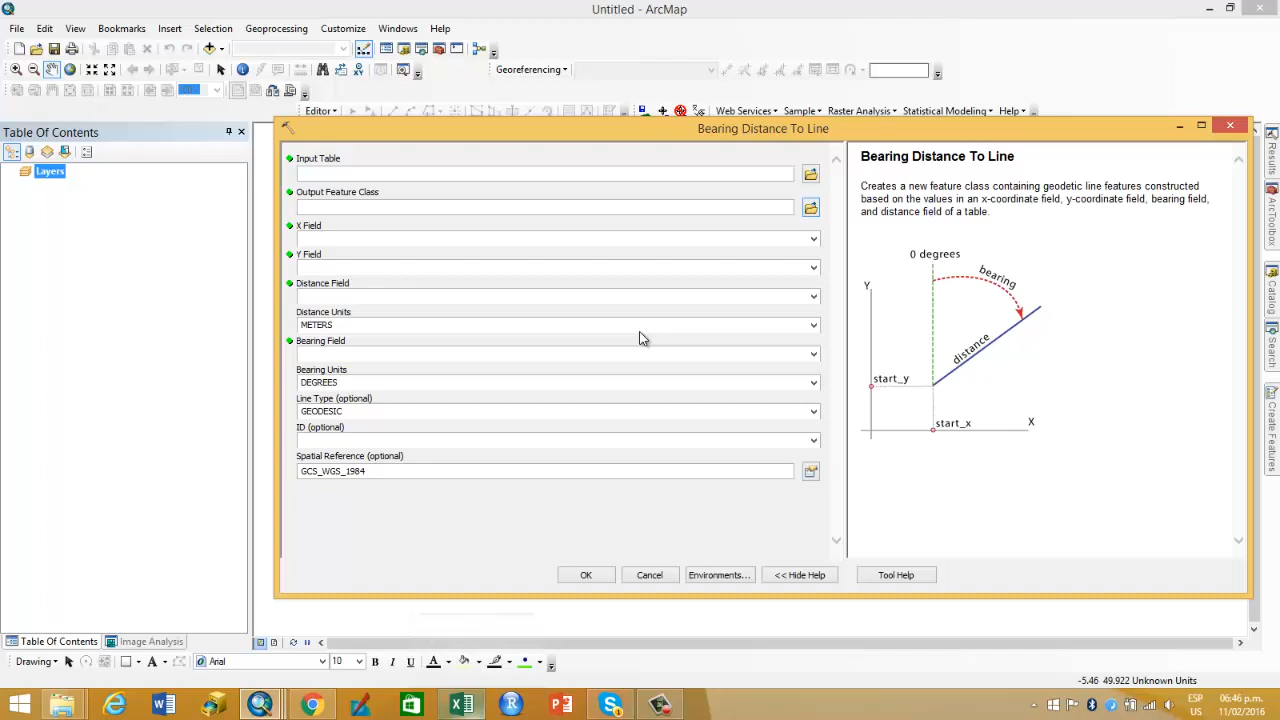 Untitled - ArcMap
File Edit View Bookmarks Insert Selection Geoprocessing Customize Windows Help
Georeferencing
Editor Web Services Sample Raster Analysis Statistical Modeling Help
Table Of Contents
Layers
Bearing Distance To Line
Input Table
Output Feature Class
X Field
Y Field
Distance Field
Distance Units
METERS
Bearing Field
Bearing Units
DEGREES
Line Type (optional)
GEODESIC
ID (optional)
Spatial Reference (optional)
GCS_WGS_1984
OK Cancel Environments... << Hide Help Tool Help
Bearing Distance To Line
Creates a new feature class containing geodetic line features constructed
based on the values in an x-coordinate field, y-coordinate field, bearing field,
and distance field of a table.
0 degrees
bearing
Y
distance
start_y
start_x
X
Results
ArcToolbox
Catalog
Search
Create Features
Table Of Contents Image Analysis
Drawing Arial 10 B I U A
-5.46 49.922 Unknown Units
ESP 06:46 p.m.
US 11/02/2016